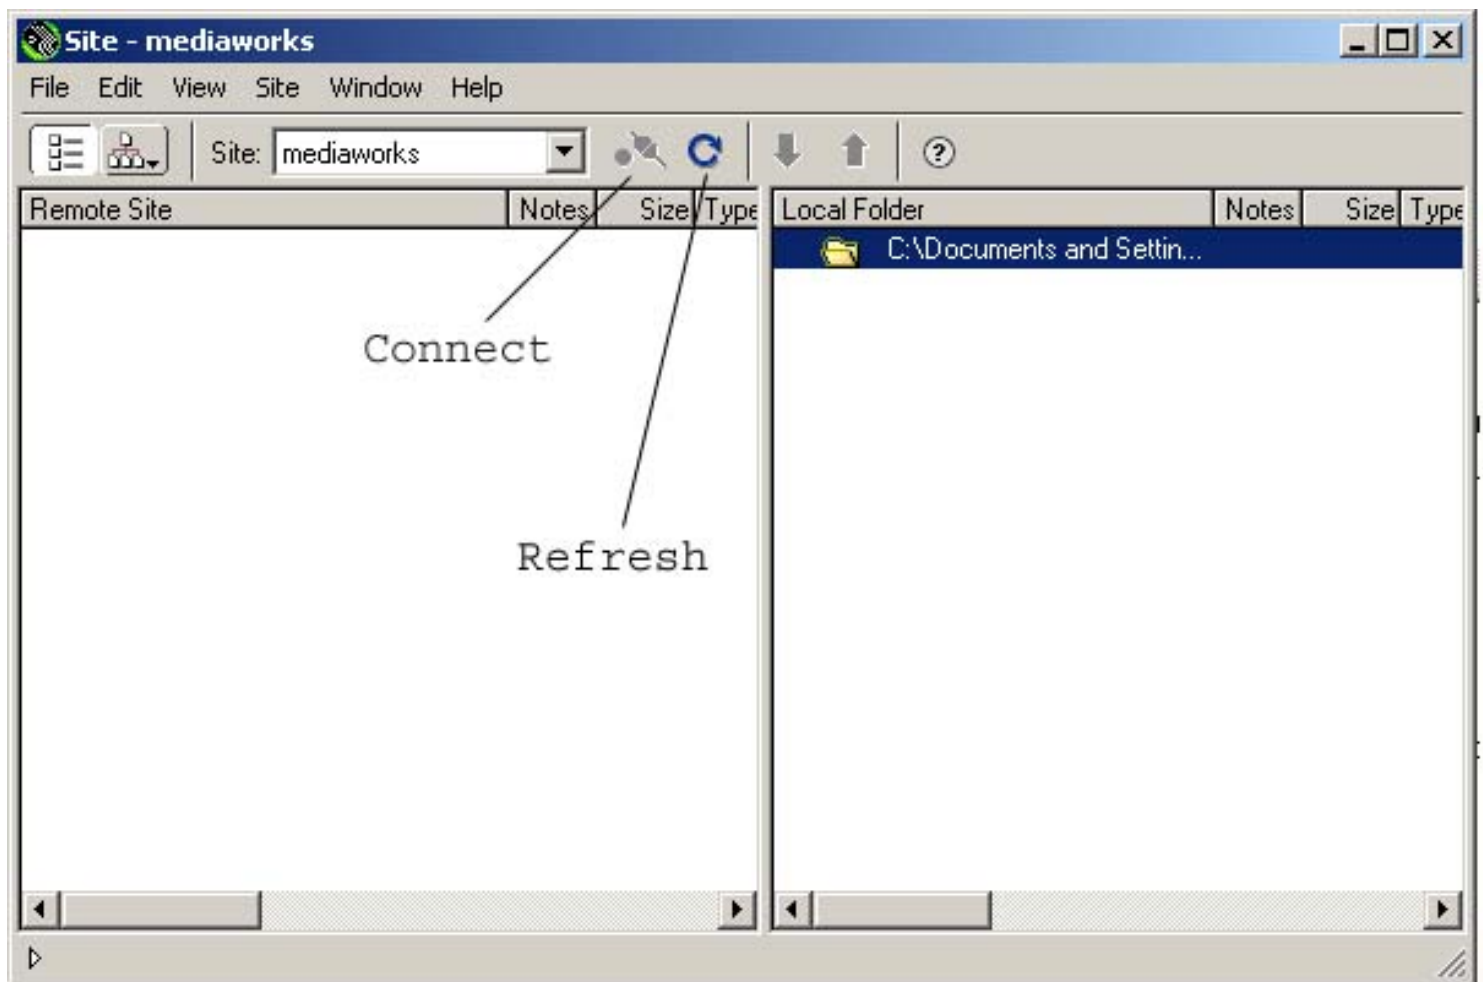 Site - mediaworks
File Edit View Site Window Help
Site: mediaworks
Remote Site Notes Size Type Local Folder Notes Size Type
C:\Documents and Settin...
Connect
Refresh